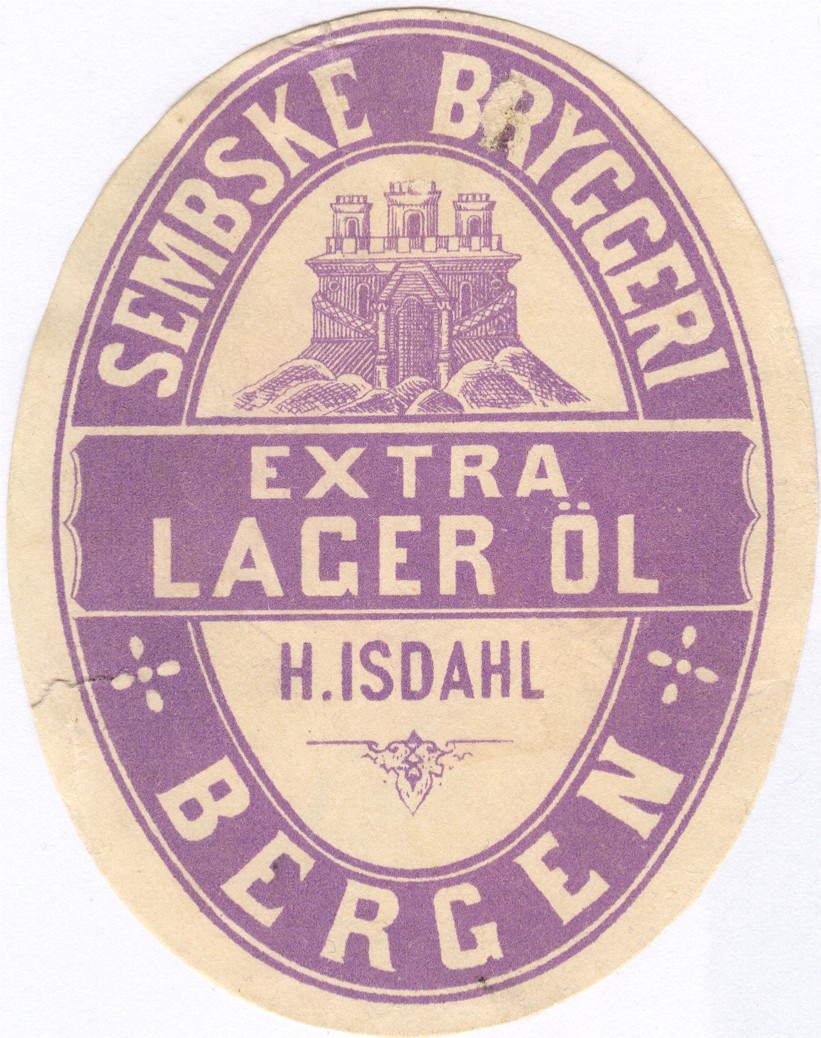 SEMBSKE BRYGGERI
EXTRA
LAGER ÖL
H. ISDAHL
BERGEN